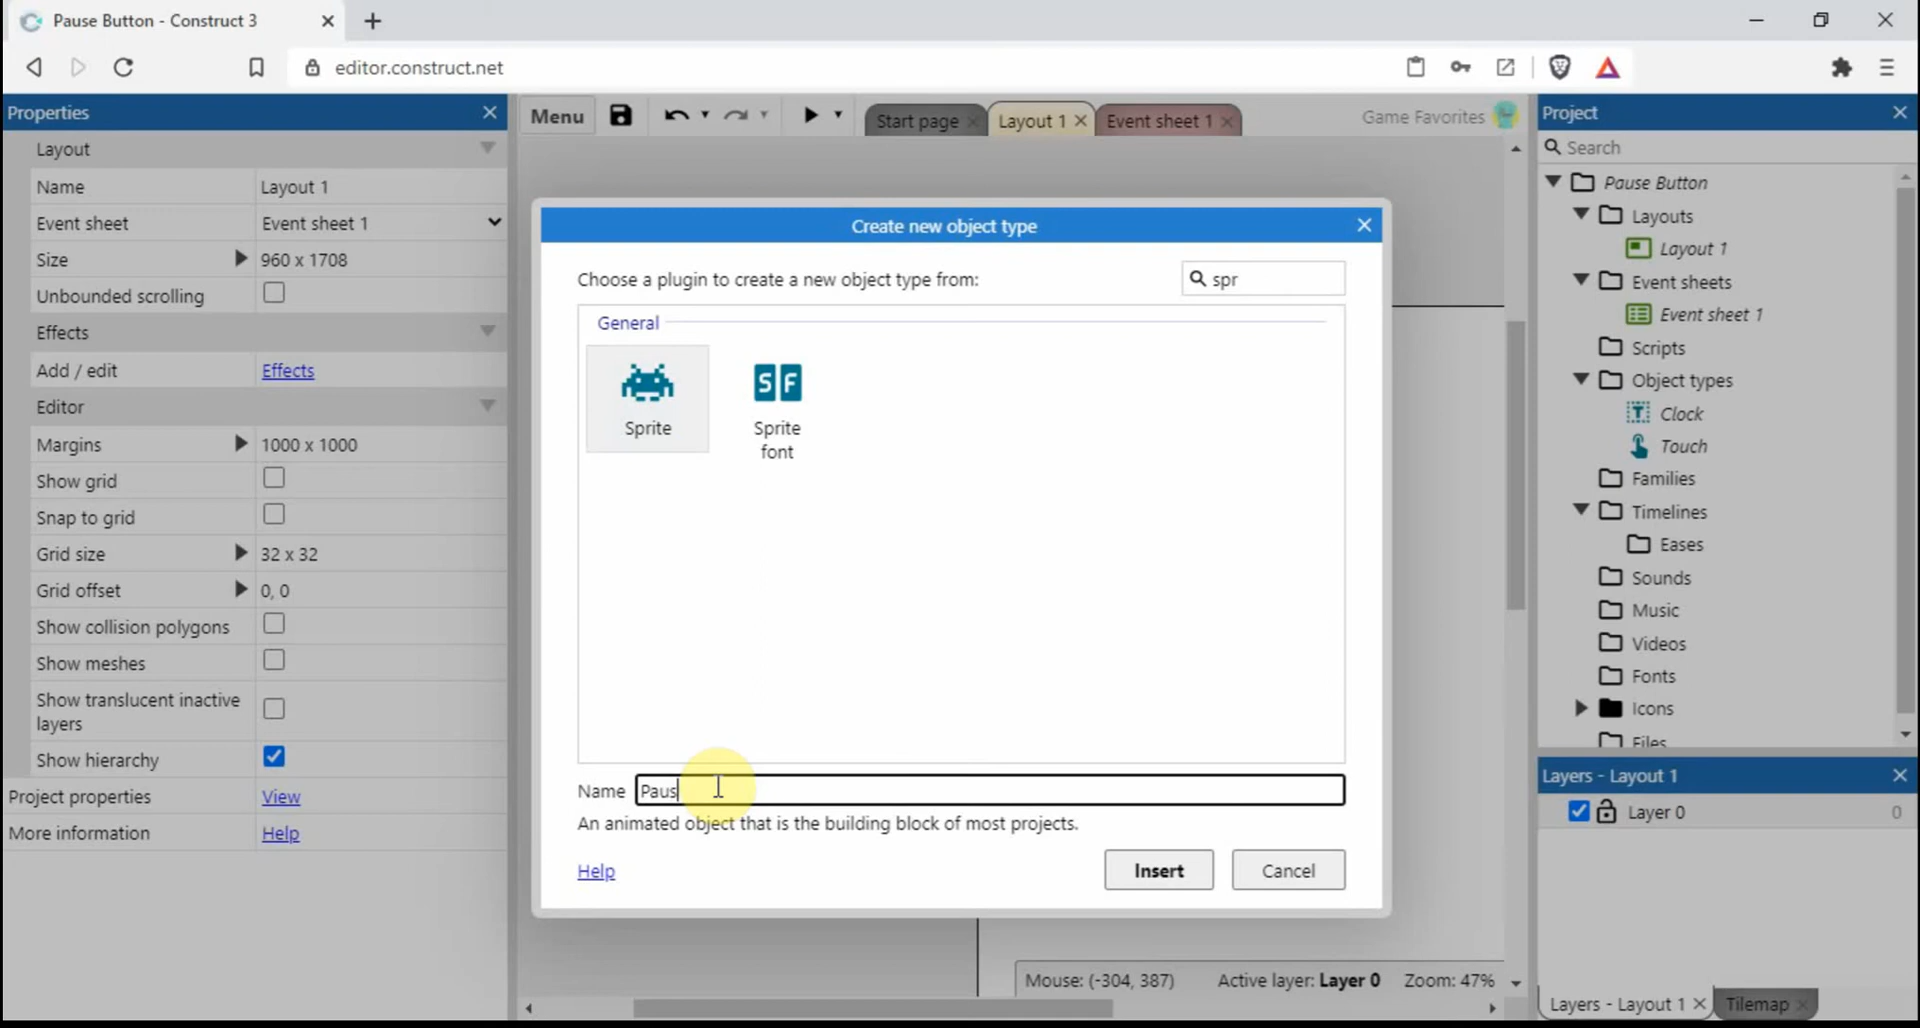 Pause Button - Construct 3
editor.construct.net
Properties
Layout
Name Layout 1
Event sheet Event sheet 1
Size 960 x 1708
Unbounded scrolling
Effects
Add / edit Effects
Editor
Margins 1000 x 1000
Show grid
Snap to grid
Grid size 32 x 32
Grid offset 0, 0
Show collision polygons
Show meshes
Show translucent inactive
layers
Show hierarchy
Project properties View
More information Help
Menu
Start page
Layout 1
Event sheet 1
Game Favorites
Create new object type
Choose a plugin to create a new object type from:
spr
General
Sprite
Sprite
font
Name Paus
An animated object that is the building block of most projects.
Help
Insert
Cancel
Mouse: (-304, 387) Active layer: Layer 0 Zoom: 47%
Project
Search
Pause Button
Layouts
Layout 1
Event sheets
Event sheet 1
Scripts
Object types
Clock
Touch
Families
Timelines
Eases
Sounds
Music
Videos
Fonts
Icons
Files
Layers - Layout 1
Layer 0 0
Layers - Layout 1
Tilemap